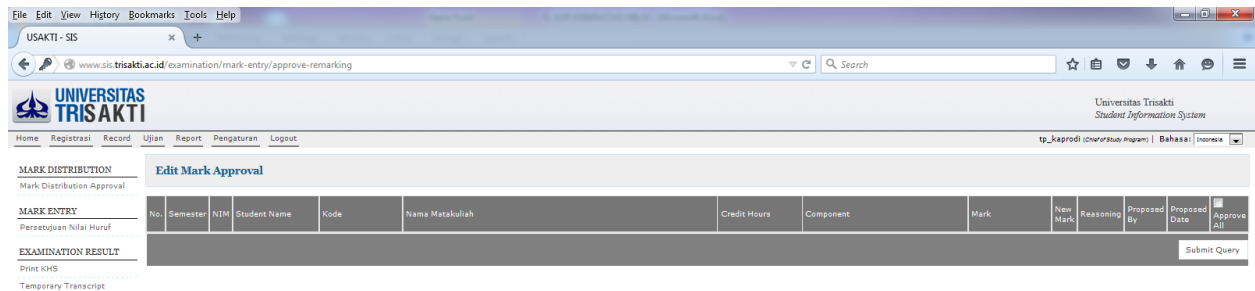 File Edit View History Bookmarks Tools Help
USAKTI - SIS
www.sis.trisakti.ac.id/examination/mark-entry/approve-remarking
Search
UNIVERSITAS
TRISAKTI
Universitas Trisakti
Student Information System
Home Registrasi Record Ujian Report Pengaturan Logout
tp_kaprodi (Chief of Study Program) | Bahasa: Indonesia
MARK DISTRIBUTION
Mark Distribution Approval
MARK ENTRY
Persetujuan Nilai Huruf
EXAMINATION RESULT
Print KHS
Temporary Transcript
Edit Mark Approval
No. Semester NIM Student Name Kode Nama Matakuliah Credit Hours Component Mark New Mark Reasoning Proposed By Proposed Date Approve All
Submit Query